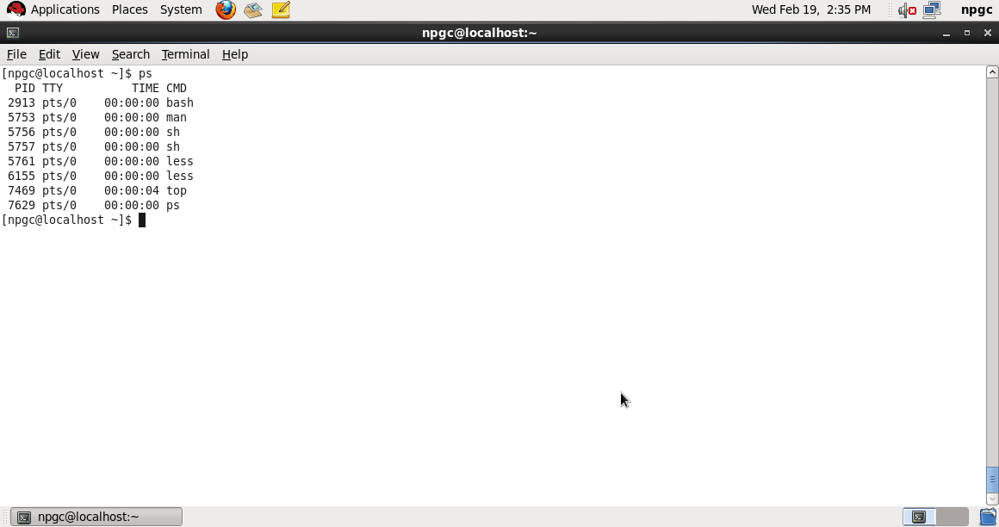 Applications Places System Wed Feb 19, 2:35 PM npgc
npgc@localhost:~
File Edit View Search Terminal Help
[npgc@localhost ~]$ ps
  PID TTY          TIME CMD
 2913 pts/0    00:00:00 bash
 5753 pts/0    00:00:00 man
 5756 pts/0    00:00:00 sh
 5757 pts/0    00:00:00 sh
 5761 pts/0    00:00:00 less
 6155 pts/0    00:00:00 less
 7469 pts/0    00:00:04 top
 7629 pts/0    00:00:00 ps
[npgc@localhost ~]$
npgc@localhost:~